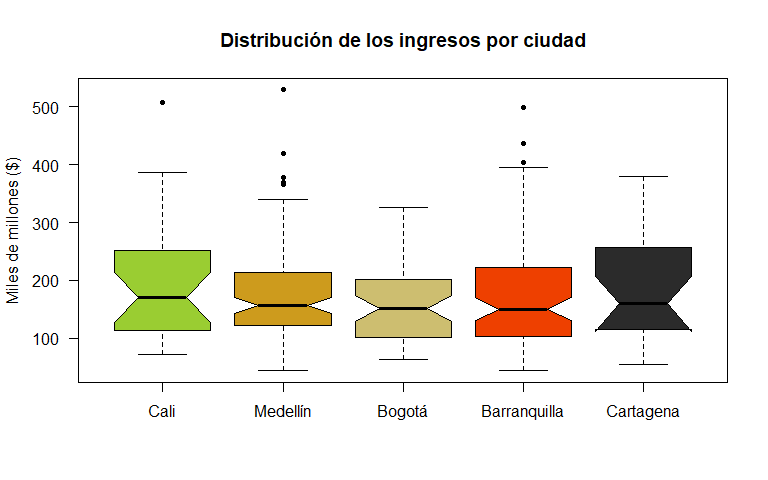 Distribución de los ingresos por ciudad
Miles de millones ($)
500
400
300
200
100
Cali Medellín Bogotá Barranquilla Cartagena